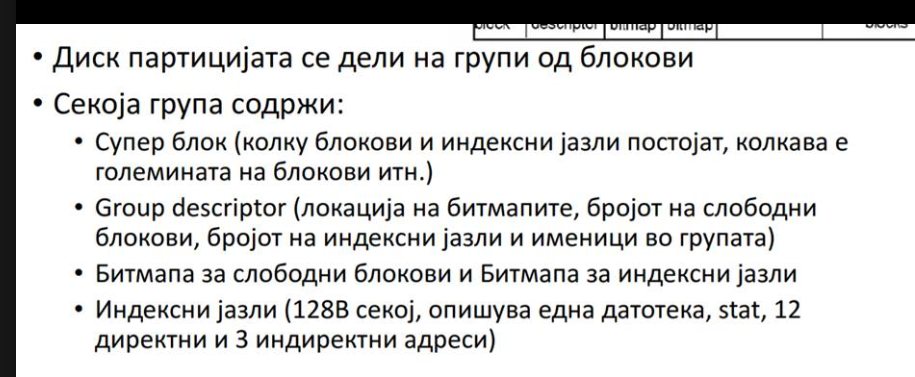 block descriptor bitmap bitmap blocks
• Диск партицијата се дели на групи од блокови
• Секоја група содржи:
• Супер блок (колку блокови и индексни јазли постојат, колкава е
големината на блокови итн.)
• Group descriptor (локација на битмапите, бројот на слободни
блокови, бројот на индексни јазли и именици во групата)
• Битмапа за слободни блокови и Битмапа за индексни јазли
• Индексни јазли (128B секој, опишува една датотека, stat, 12
директни и 3 индиректни адреси)